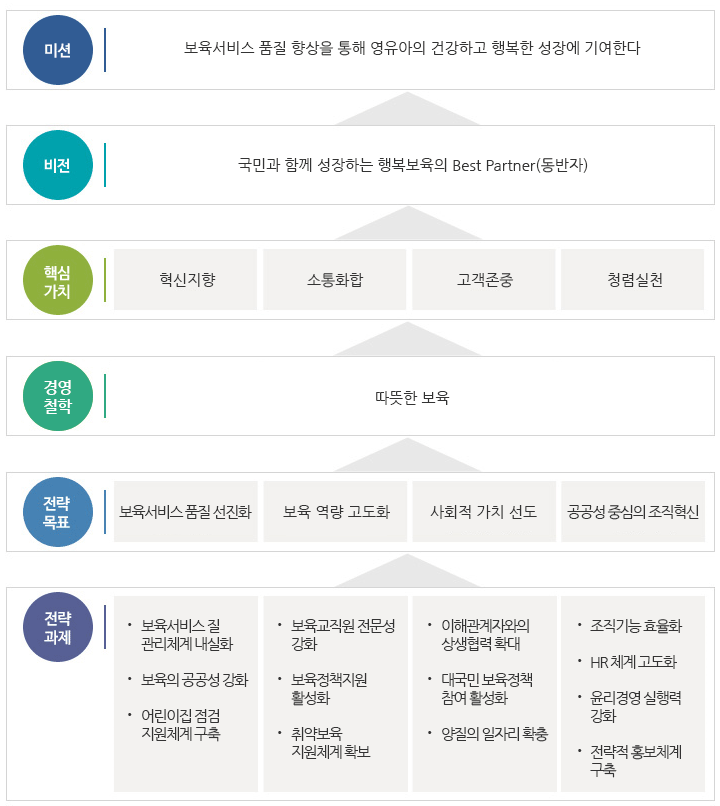 미션
보육서비스 품질 향상을 통해 영유아의 건강하고 행복한 성장에 기여한다
비전
국민과 함께 성장하는 행복보육의 Best Partner(동반자)
핵심
가치
혁신지향
소통화합
고객존중
청렴실천
경영
철학
따뜻한 보육
전략
목표
보육서비스 품질 선진화
보육 역량 고도화
사회적 가치 선도
공공성 중심의 조직혁신
전략
과제
• 보육서비스 질
관리체계 내실화
• 보육의 공공성 강화
• 어린이집 점검
지원체계 구축
• 보육교직원 전문성
강화
• 보육정책지원
활성화
• 취약보육
지원체계 확보
• 이해관계자와의
상생협력 확대
• 대국민 보육정책
참여 활성화
• 양질의 일자리 확충
• 조직기능 효율화
• HR 체계 고도화
• 윤리경영 실행력
강화
• 전략적 홍보체계
구축